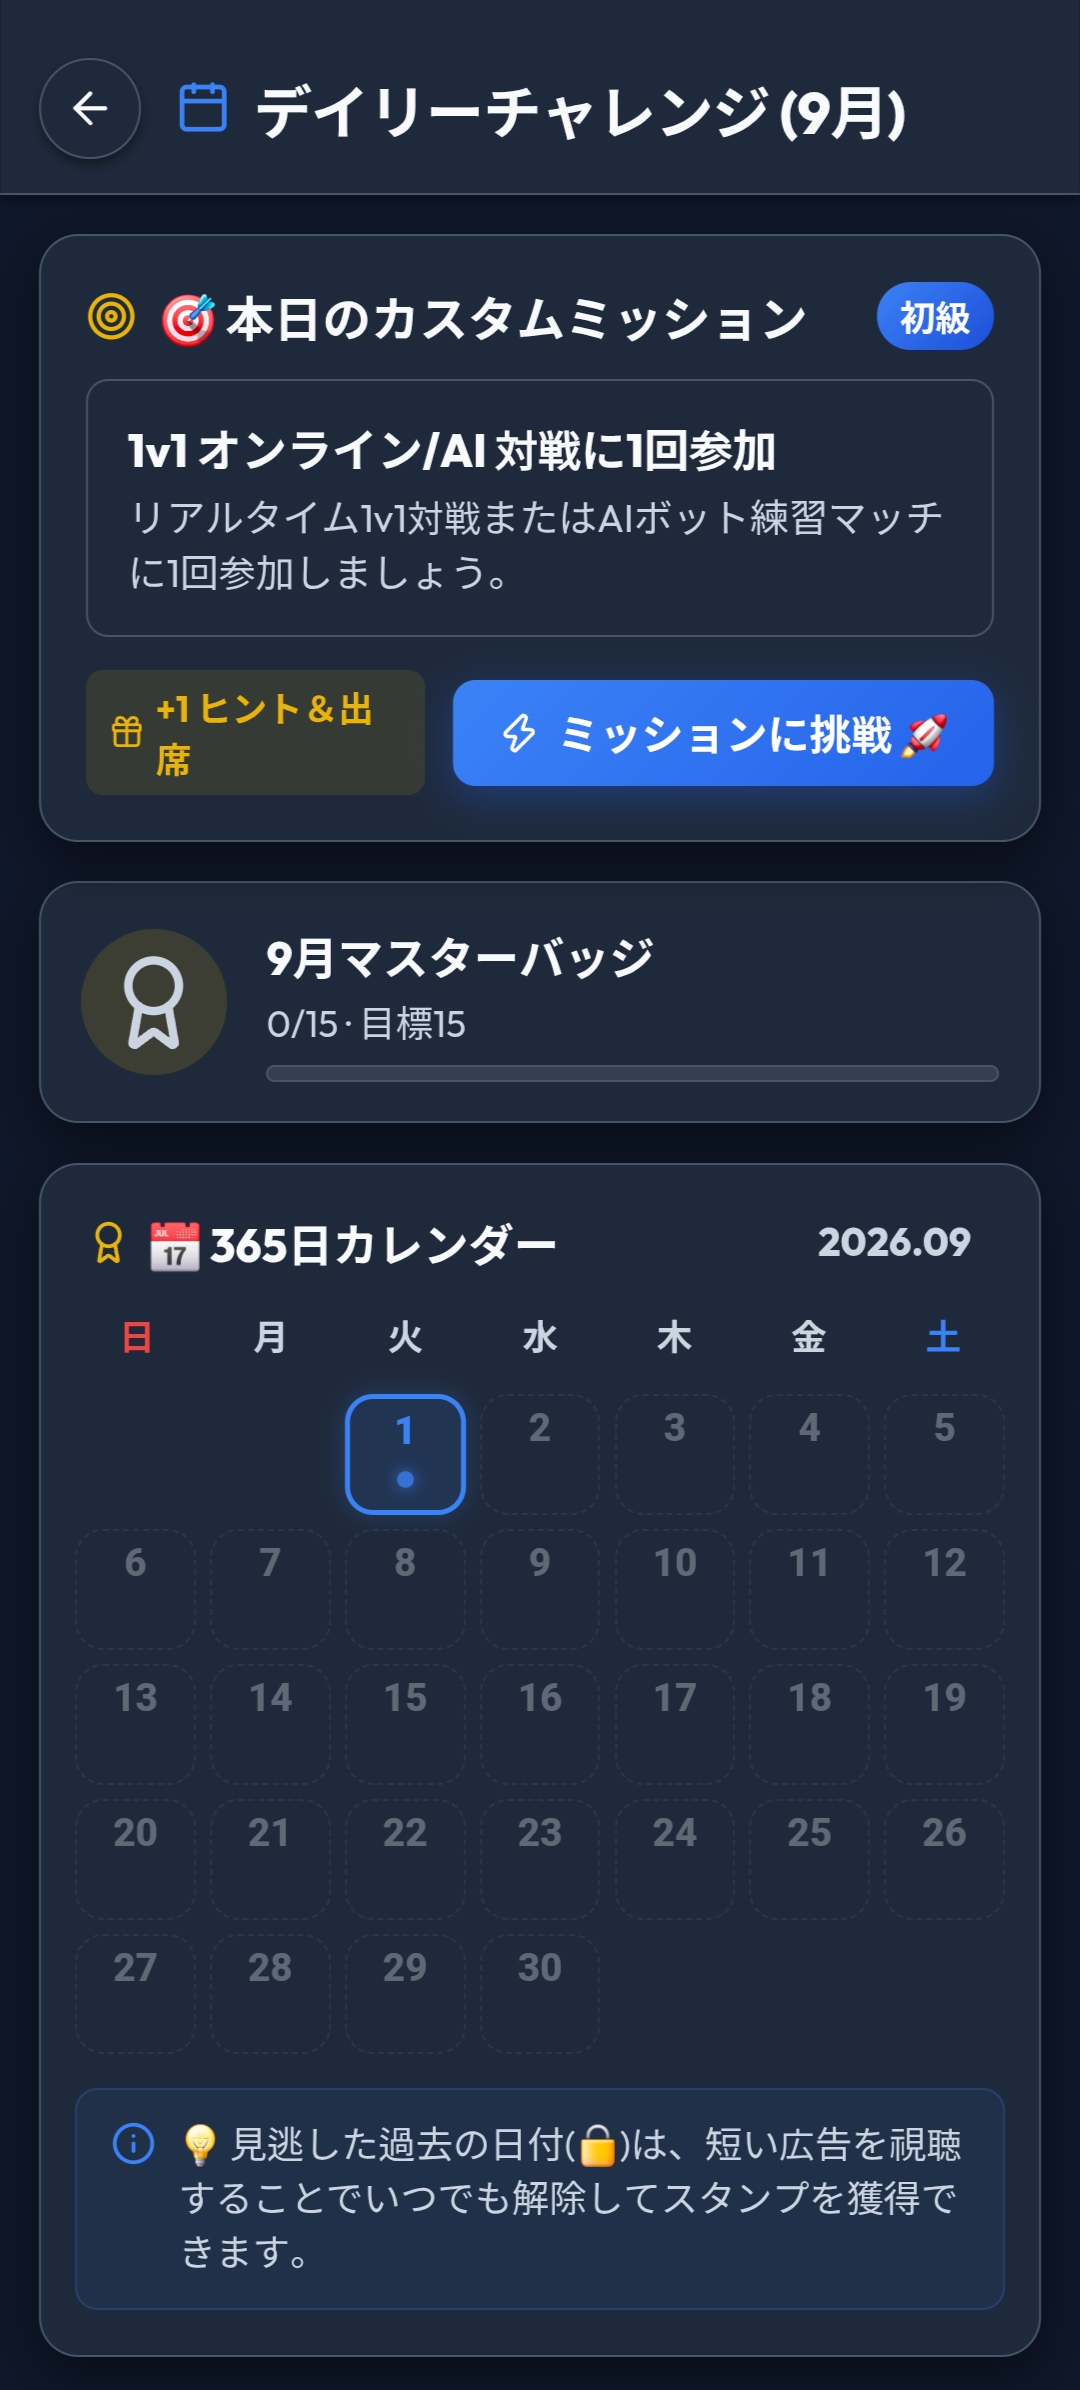 デイリーチャレンジ (9月)
🎯 本日のカスタムミッション
初級
1v1 オンライン/AI 対戦に1回参加
リアルタイム1v1対戦またはAIボット練習マッチ
に1回参加しましょう。
+1 ヒント & 出
席
ミッションに挑戦 🚀
9月マスターバッジ
0/15 · 目標15
📅 365日カレンダー
2026.09
日 月 火 水 木 金 土
1 2 3 4 5
6 7 8 9 10 11 12
13 14 15 16 17 18 19
20 21 22 23 24 25 26
27 28 29 30
💡 見逃した過去の日付(🔒)は、短い広告を視聴
することでいつでも解除してスタンプを獲得で
きます。